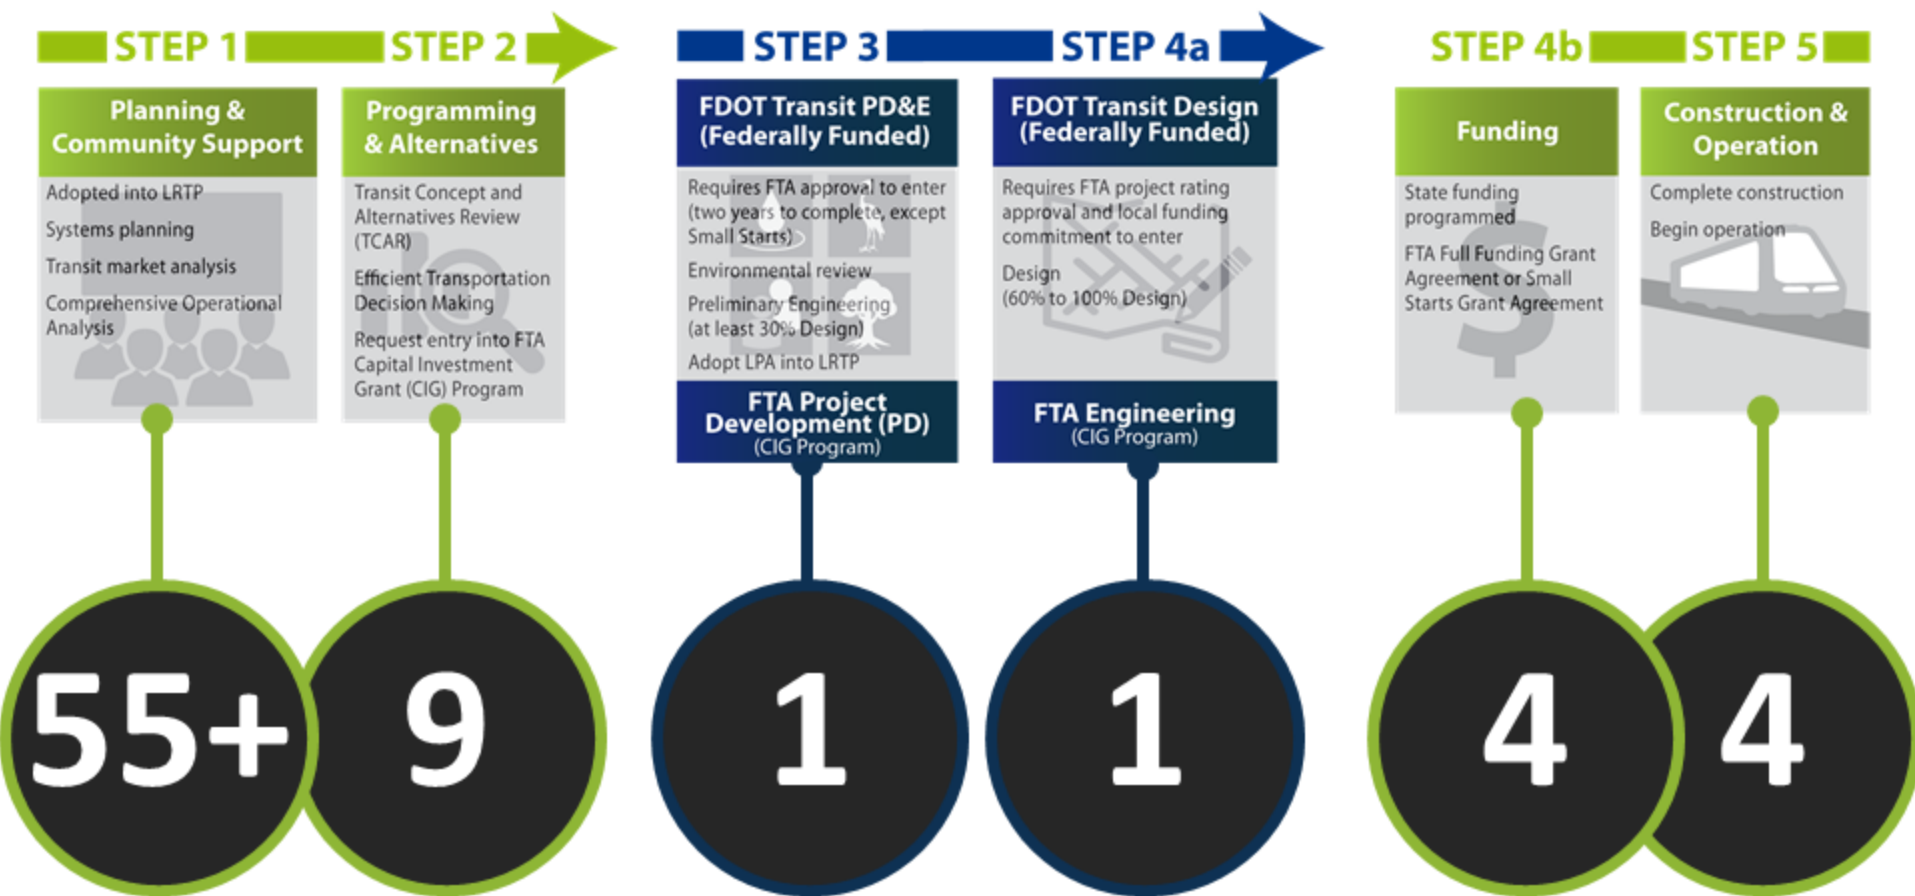 STEP 1
STEP 2
STEP 3
STEP 4a
STEP 4b
STEP 5
Planning &
Community Support
Adopted into LRTP
Systems planning
Transit market analysis
Comprehensive Operational
Analysis
Programming
& Alternatives
Transit Concept and
Alternatives Review
(TCAR)
Efficient Transportation
Decision Making
Request entry into FTA
Capital Investment
Grant (CIG) Program
FDOT Transit PD&E
(Federally Funded)
Requires FTA approval to enter
(two years to complete, except
Small Starts)
Environmental review
Preliminary Engineering
(at least 30% Design)
Adopt LPA into LRTP
FTA Project
Development (PD)
(CIG Program)
FDOT Transit Design
(Federally Funded)
Requires FTA project rating
approval and local funding
commitment to enter
Design
(60% to 100% Design)
FTA Engineering
(CIG Program)
Funding
State funding
programmed
FTA Full Funding Grant
Agreement or Small
Starts Grant Agreement
Construction &
Operation
Complete construction
Begin operation
55+
9
1
1
4
4